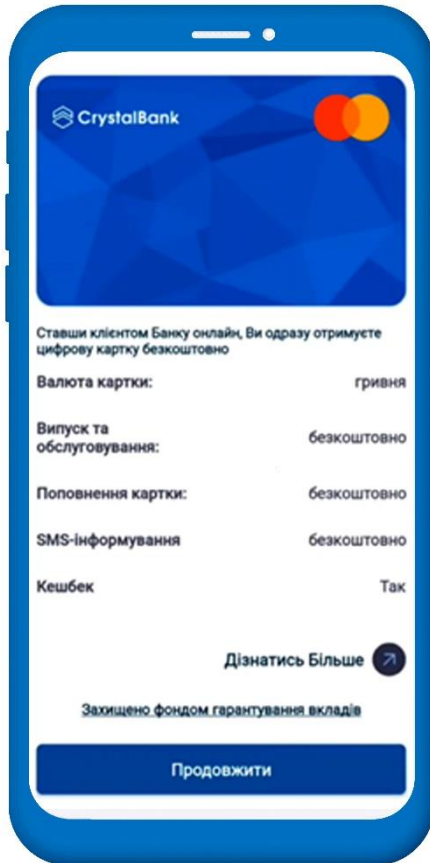 CrystalBank
Ставши клієнтом Банку онлайн, Ви одразу отримуєте
цифрову картку безкоштовно
Валюта картки: гривня
Випуск та
обслуговування: безкоштовно
Поповнення картки: безкоштовно
SMS-інформування безкоштовно
Кешбек Так
Дізнатись Більше
Захищено фондом гарантування вкладів
Продовжити